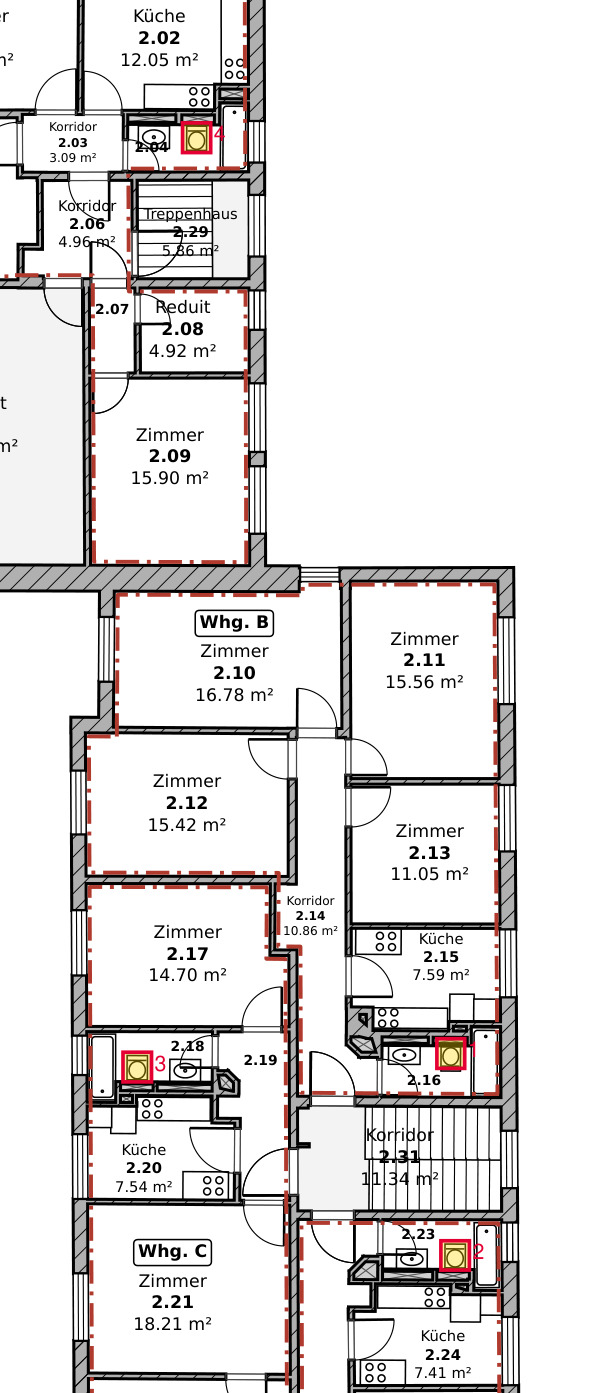 r
m²
Küche
2.02
12.05 m²
Korridor
2.03
3.09 m²
2.04
4
Korridor
2.06
4.96 m²
Treppenhaus
2.29
5.86 m²
2.07
Reduit
2.08
4.92 m²
t
m²
Zimmer
2.09
15.90 m²
Whg. B
Zimmer
2.10
16.78 m²
Zimmer
2.11
15.56 m²
Zimmer
2.12
15.42 m²
Zimmer
2.13
11.05 m²
Korridor
2.14
10.86 m²
Küche
2.15
7.59 m²
Zimmer
2.17
14.70 m²
2.18
3
2.19
2.16
Küche
2.20
7.54 m²
Korridor
2.31
11.34 m²
2.23
2
Whg. C
Zimmer
2.21
18.21 m²
Küche
2.24
7.41 m²